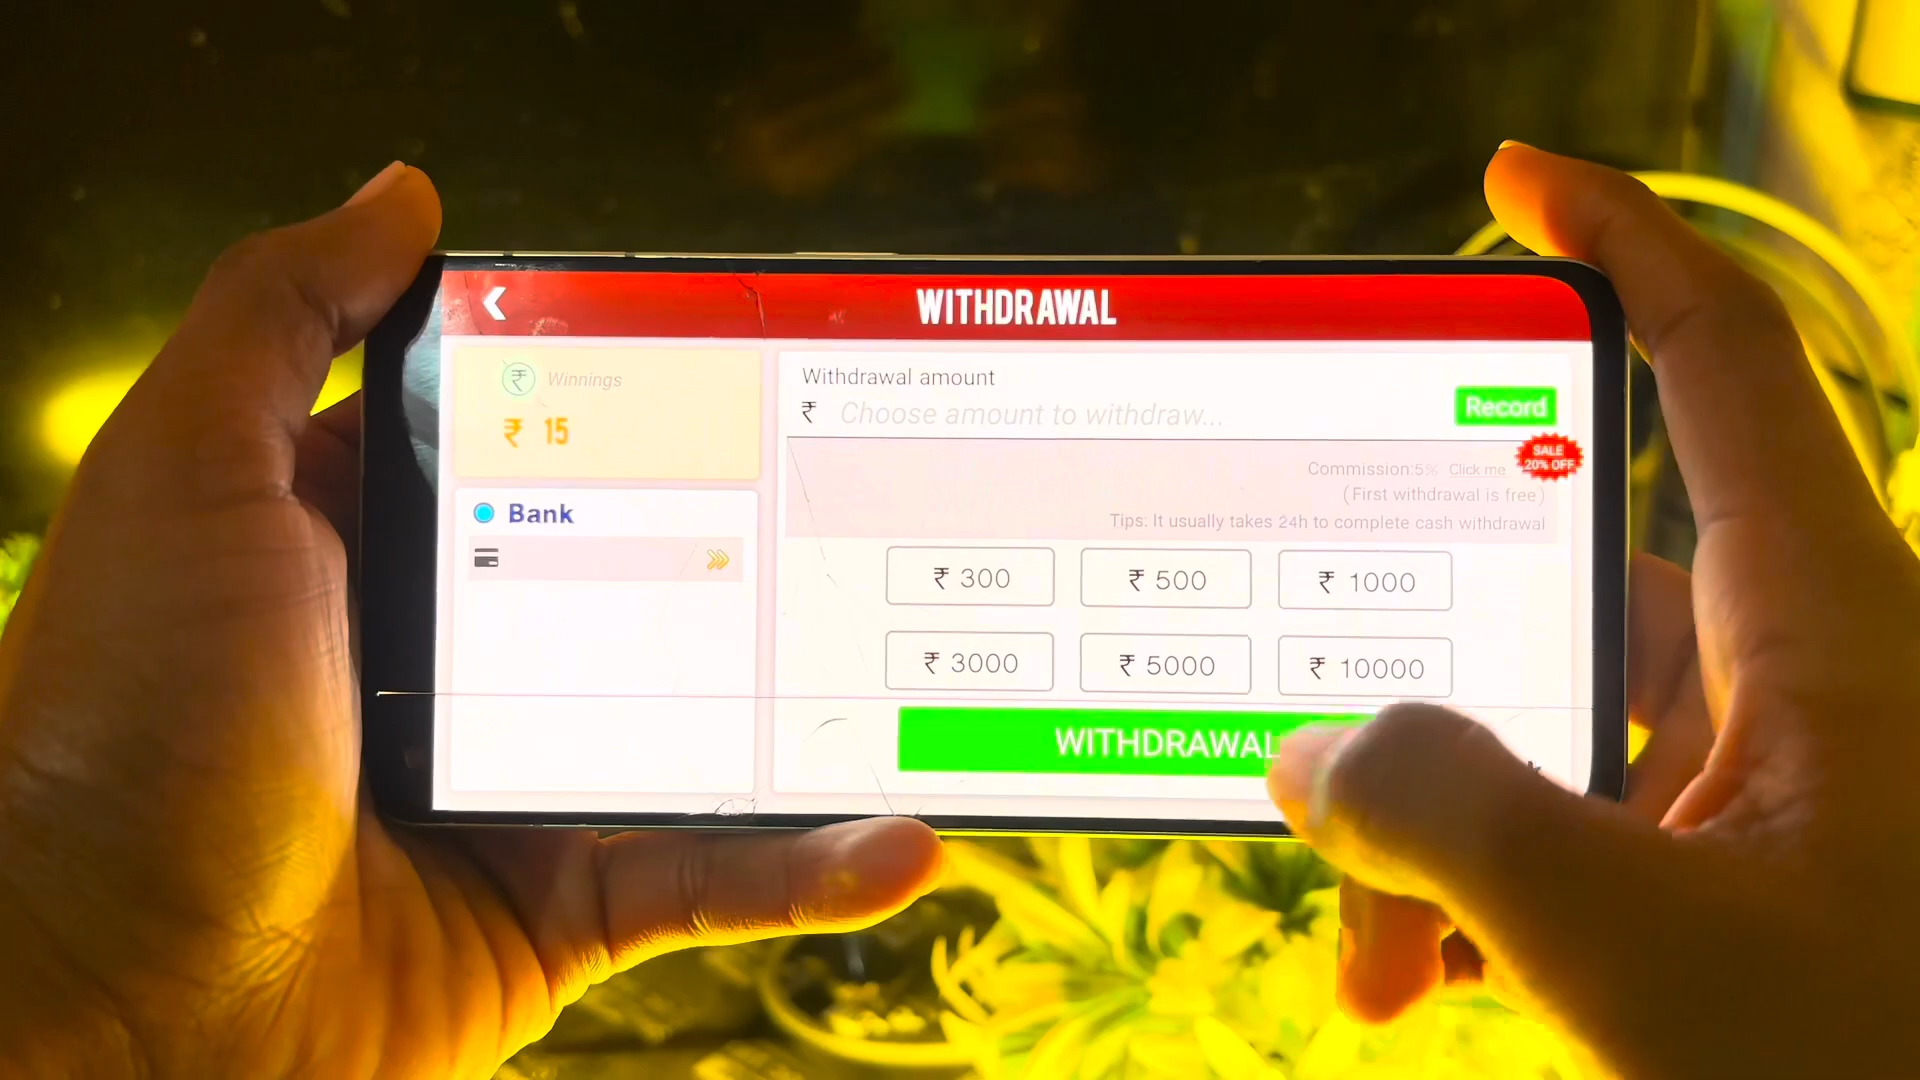 WITHDRAWAL
Winnings
₹ 15
Bank
Withdrawal amount
₹ Choose amount to withdraw...
Record
SALE
20% OFF
Commission:5% Click me
(First withdrawal is free)
Tips: It usually takes 24h to complete cash withdrawal
₹ 300
₹ 500
₹ 1000
₹ 3000
₹ 5000
₹ 10000
WITHDRAWAL